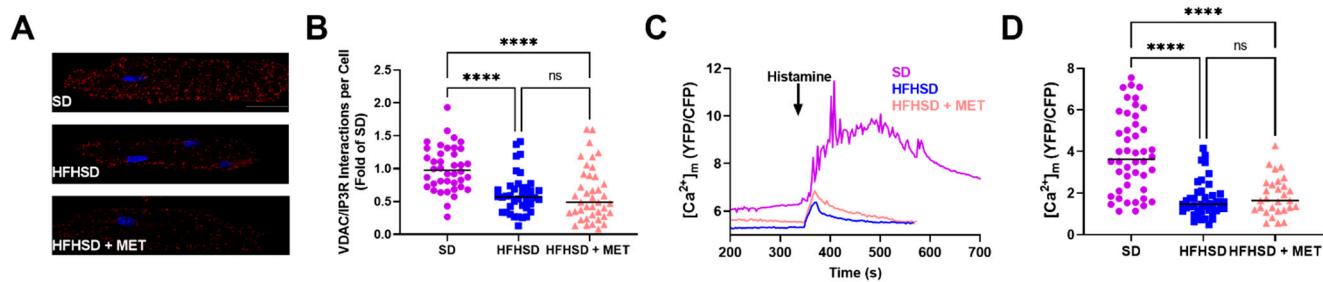 A
SD
HFHSD
HFHSD + MET
B
VDAC/IP3R Interactions per Cell
(Fold of SD)
2.5
2.0
1.5
1.0
0.5
0.0
****
****
ns
SD
HFHSD
HFHSD + MET
C
[Ca²⁺]m (YFP/CFP)
12
10
8
6
Histamine
SD
HFHSD
HFHSD + MET
200
300
400
500
600
700
Time (s)
D
[Ca²⁺]m (YFP/CFP)
8
6
4
2
0
****
****
ns
SD
HFHSD
HFHSD + MET